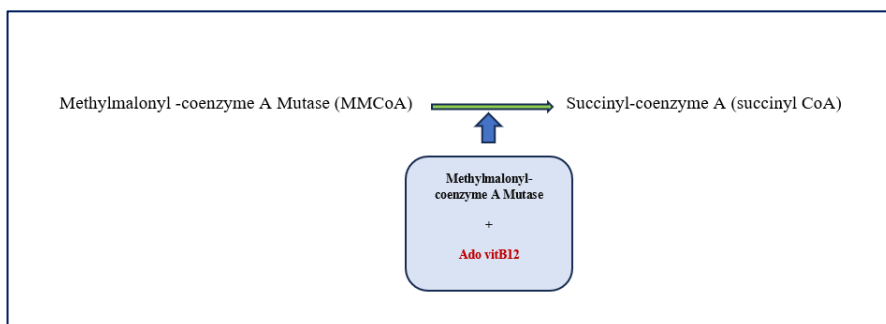 Methylmalonyl -coenzyme A Mutase (MMCoA) Succinyl-coenzyme A (succinyl CoA)
Methylmalonyl-
coenzyme A Mutase
+
Ado vitB12